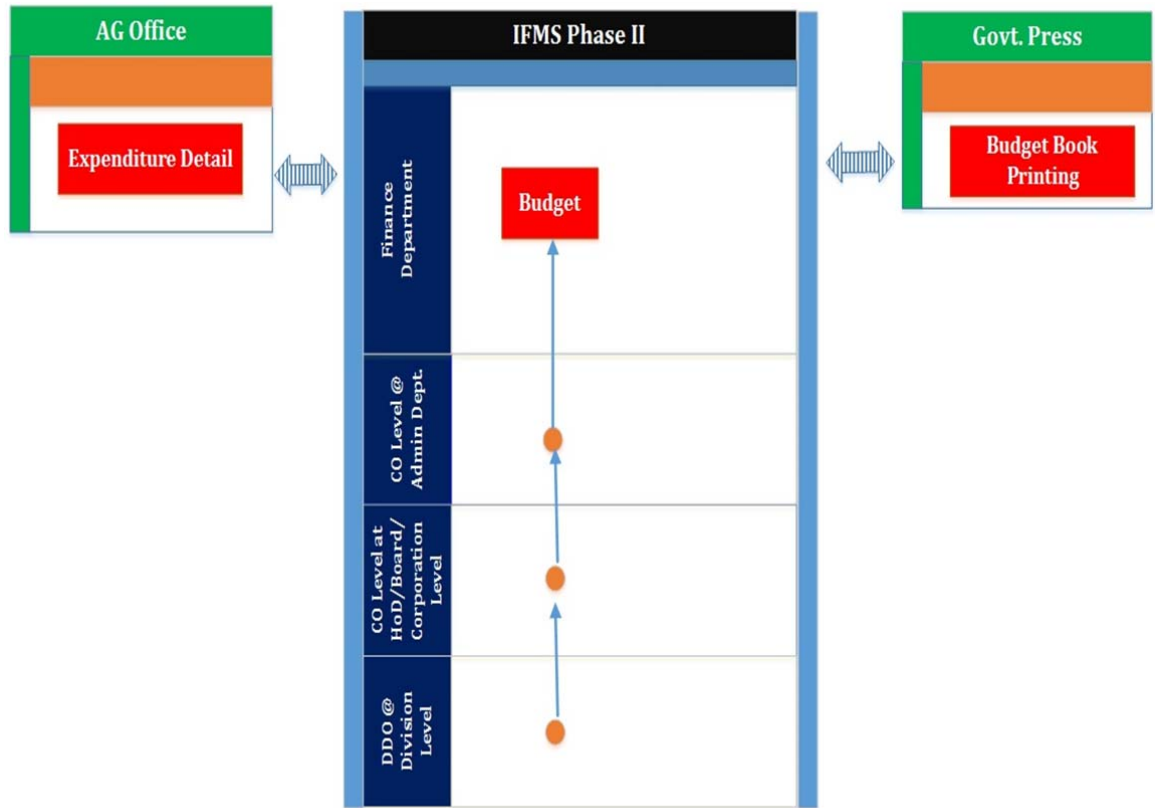 AG Office
Expenditure Detail
IFMS Phase II
Finance
Department
Budget
CO Level @
Admin Dept.
CO Level at
HoD/Board/
Corporation
Level
DDO @
Division
Level
Govt. Press
Budget Book
Printing